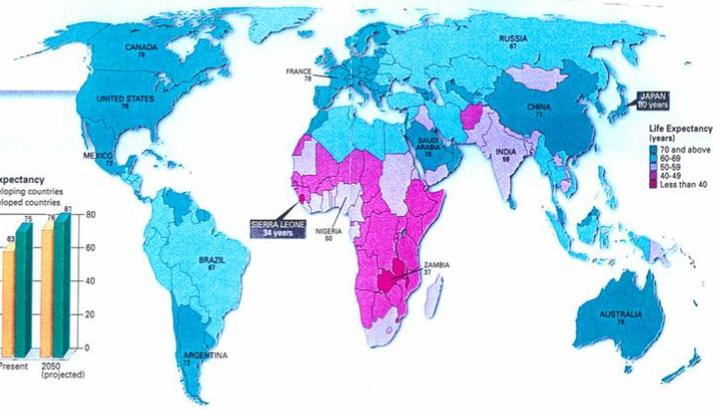 CANADA
78
UNITED STATES
76
MEXICO
72
FRANCE
78
RUSSIA
67
JAPAN
80 years
CHINA
71
SAUDI
ARABIA
70
INDIA
Life Expectancy
(years)
70 and above
60-69
50-59
40-49
Less than 40
SIERRA LEONE
34 years
NIGERIA
50
ZAMBIA
37
BRAZIL
67
ARGENTINA
AUSTRALIA
78
xpectancy
eloping countries
eloped countries
63
75
76
81
80
60
40
20
0
Present
2050
(projected)